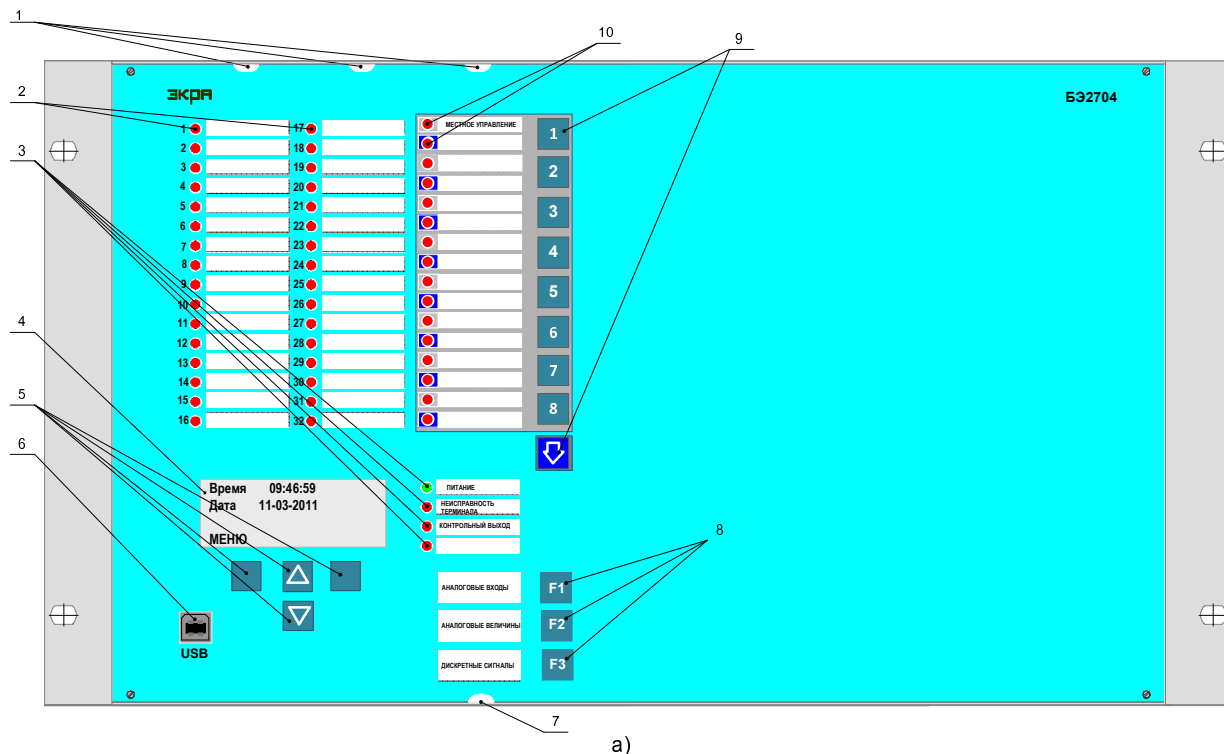 1
10
9
ЭКРА
БЭ2704
2
1
17
МЕСТНОЕ УПРАВЛЕНИЕ
1
2
18
3
3
19
2
4
20
5
21
3
6
22
7
23
4
8
24
9
25
5
10
26
4
11
27
6
12
28
13
29
7
14
30
5
15
31
8
16
32
6
Время 09:46:59
Дата 11-03-2011
МЕНЮ
ПИТАНИЕ
НЕИСПРАВНОСТЬ
ТЕРМИНАЛА
КОНТРОЛЬНЫЙ ВЫХОД
8
АНАЛОГОВЫЕ ВХОДЫ
F1
АНАЛОГОВЫЕ ВЕЛИЧИНЫ
F2
USB
ДИСКРЕТНЫЕ СИГНАЛЫ
F3
7
а)